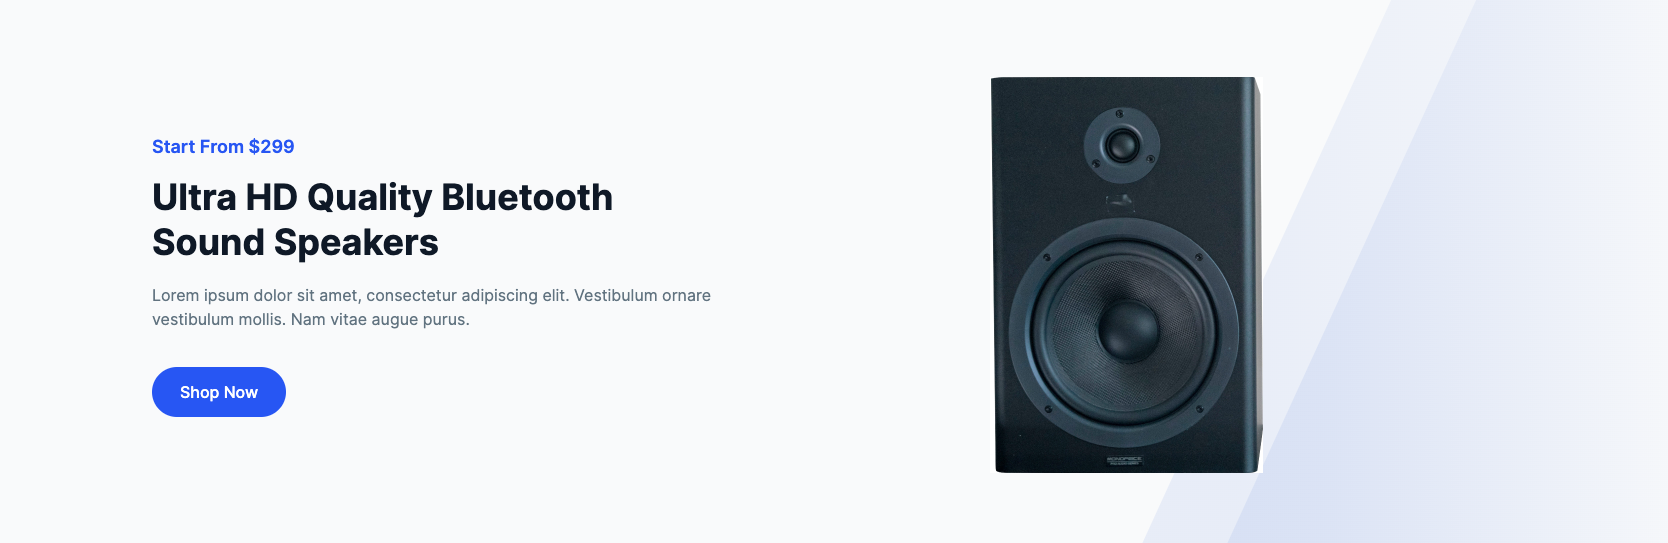 Start From $299
Ultra HD Quality Bluetooth
Sound Speakers
Lorem ipsum dolor sit amet, consectetur adipiscing elit. Vestibulum ornare
vestibulum mollis. Nam vitae augue purus.
Shop Now